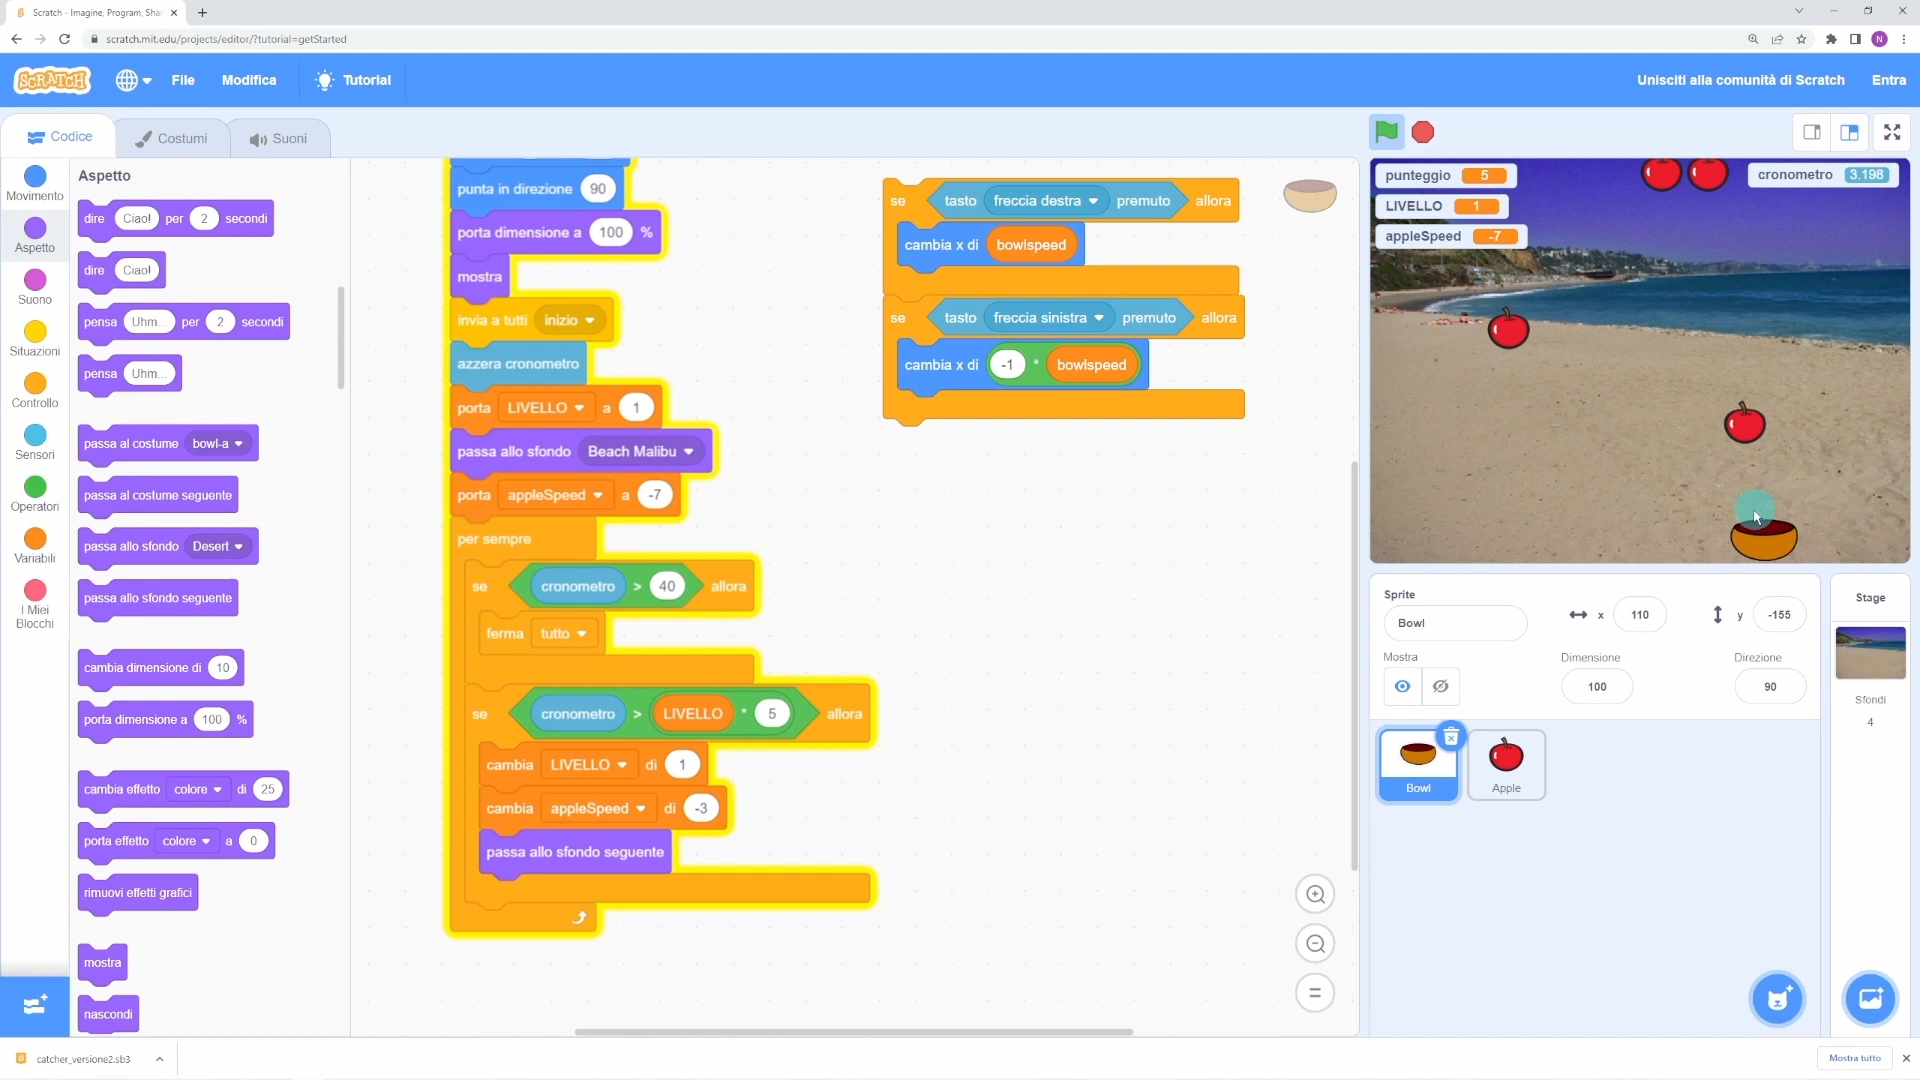 Scratch - Imagine, Program, Sha
scratch.mit.edu/projects/editor/?tutorial=getStarted
N
SCRATCH
File
Modifica
Tutorial
Unisciti alla comunità di Scratch
Entra
Codice
Costumi
Suoni
Movimento
Aspetto
Suono
Situazioni
Controllo
Sensori
Operatori
Variabili
I Miei
Blocchi
Aspetto
dire Ciao! per 2 secondi
dire Ciao!
pensa Uhm... per 2 secondi
pensa Uhm...
passa al costume bowl-a
passa al costume seguente
passa allo sfondo Desert
passa allo sfondo seguente
cambia dimensione di 10
porta dimensione a 100 %
cambia effetto colore di 25
porta effetto colore a 0
rimuovi effetti grafici
mostra
nascondi
punta in direzione 90
porta dimensione a 100 %
mostra
invia a tutti inizio
azzera cronometro
porta LIVELLO a 1
passa allo sfondo Beach Malibu
porta appleSpeed a -7
per sempre
se cronometro > 40 allora
ferma tutto
se cronometro > LIVELLO * 5 allora
cambia LIVELLO di 1
cambia appleSpeed di -3
passa allo sfondo seguente
se tasto freccia destra premuto allora
cambia x di bowlspeed
se tasto freccia sinistra premuto allora
cambia x di -1 * bowlspeed
punteggio 5
LIVELLO 1
appleSpeed -7
cronometro 3.198
Sprite
Bowl
x 110
y -155
Mostra
Dimensione
100
Direzione
90
Bowl
Apple
Stage
Sfondi
4
catcher_versione2.sb3
Mostra tutto